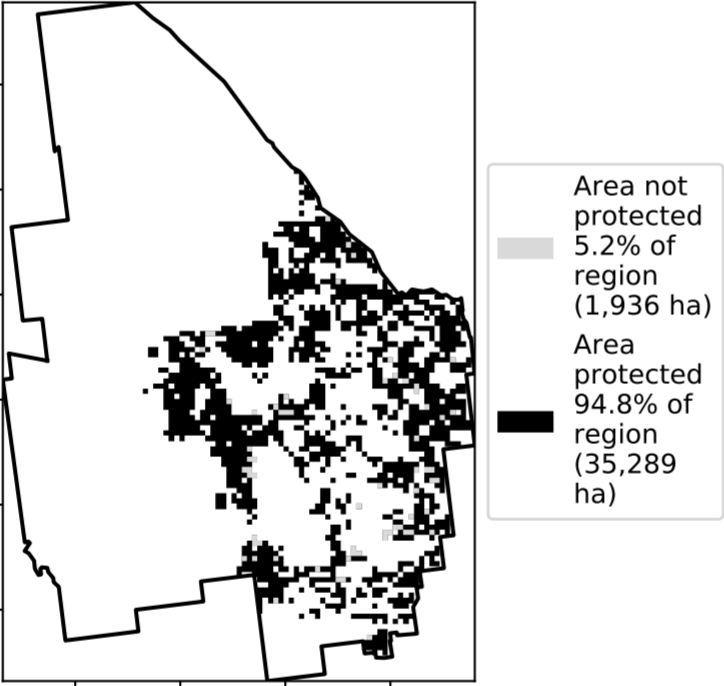 Area not
protected
5.2% of
region
(1,936 ha)
Area
protected
94.8% of
region
(35,289
ha)